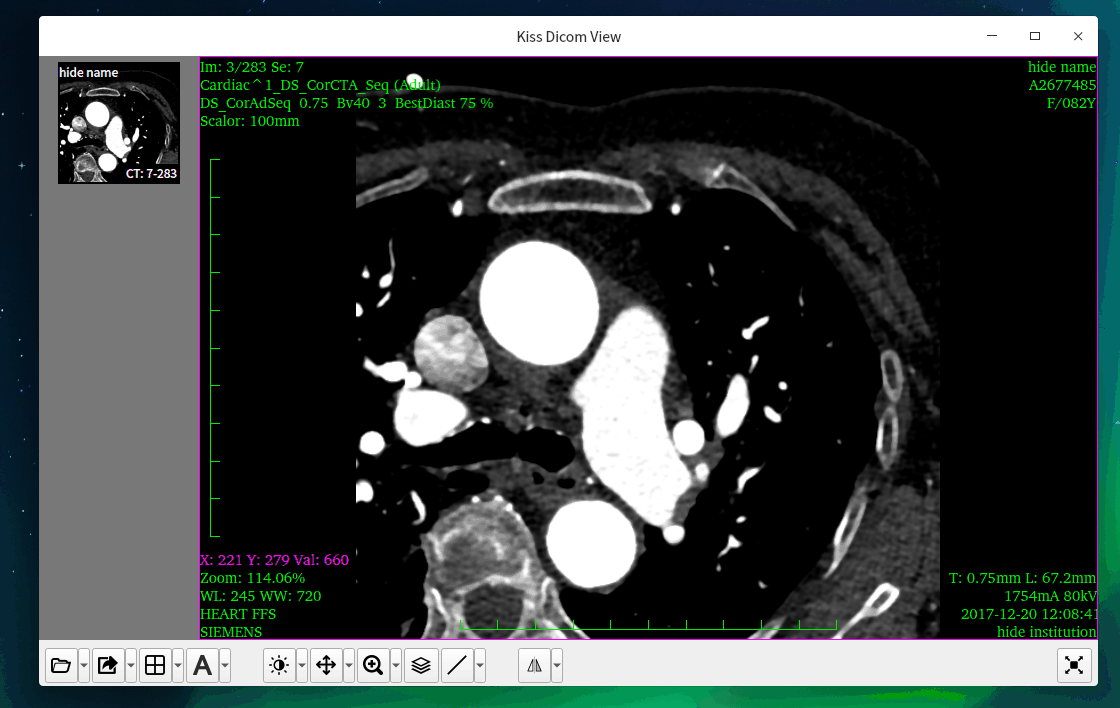 Kiss Dicom View
hide name
CT: 7-283
Im: 3/283 Se: 7
Cardiac^1_DS_CorCTA_Seq (Adult)
DS_CorAdSeq 0.75 Bv40 3 BestDiast 75 %
Scalor: 100mm
hide name
A2677485
F/082Y
X: 221 Y: 279 Val: 660
Zoom: 114.06%
WL: 245 WW: 720
HEART FFS
SIEMENS
T: 0.75mm L: 67.2mm
1754mA 80kV
2017-12-20 12:08:41
hide institution
A